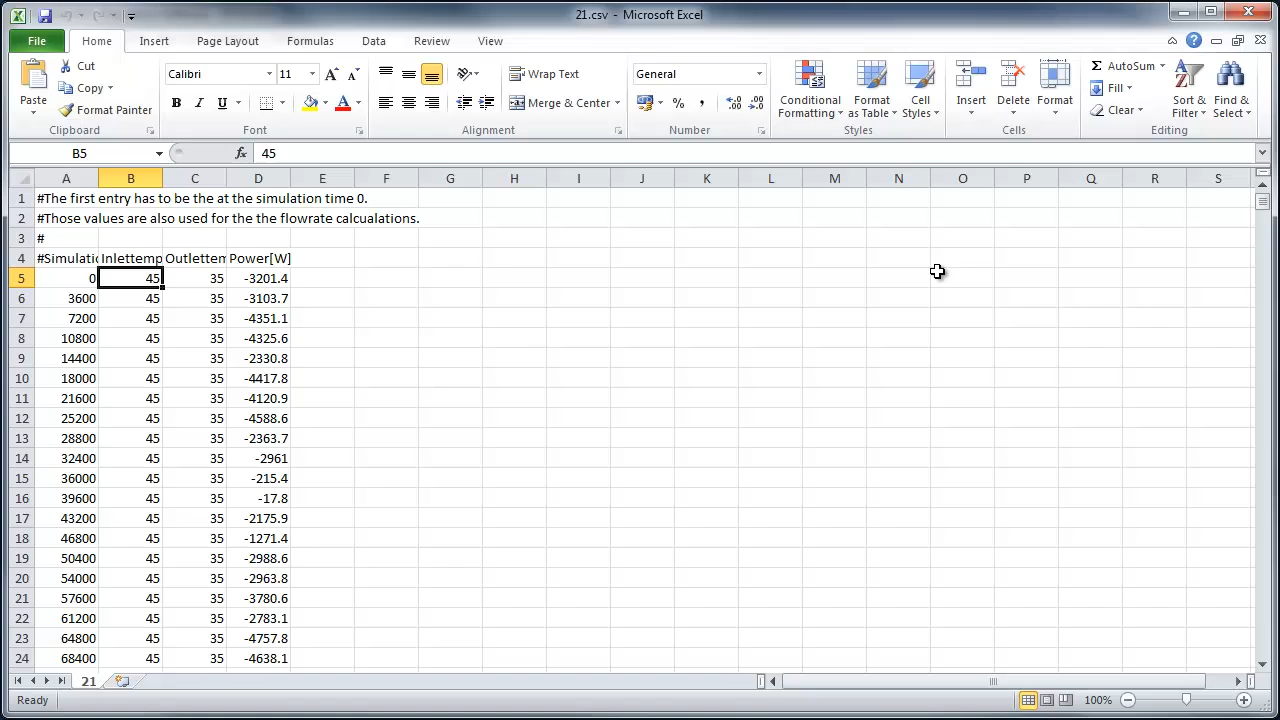 21.csv - Microsoft Excel
File Home Insert Page Layout Formulas Data Review View
Paste Cut Copy Format Painter Clipboard
Calibri 11 A A B I U A Font
Wrap Text Merge & Center Alignment
General % , Number
Conditional Formatting Format as Table Cell Styles Styles
Insert Delete Format Cells
Σ AutoSum Fill Clear Sort & Filter Find & Select Editing
B5 fx 45
A B C D E F G H I J K L M N O P Q R S
1 #The first entry has to be the at the simulation time 0.
2 #Those values are also used for the the flowrate calcualations.
3 #
4 #Simulatio Inlettemp Outlettem Power[W]
5 0 45 35 -3201.4
6 3600 45 35 -3103.7
7 7200 45 35 -4351.1
8 10800 45 35 -4325.6
9 14400 45 35 -2330.8
10 18000 45 35 -4417.8
11 21600 45 35 -4120.9
12 25200 45 35 -4588.6
13 28800 45 35 -2363.7
14 32400 45 35 -2961
15 36000 45 35 -215.4
16 39600 45 35 -17.8
17 43200 45 35 -2175.9
18 46800 45 35 -1271.4
19 50400 45 35 -2988.6
20 54000 45 35 -2963.8
21 57600 45 35 -3780.6
22 61200 45 35 -2783.1
23 64800 45 35 -4757.8
24 68400 45 35 -4638.1
21
Ready 100%